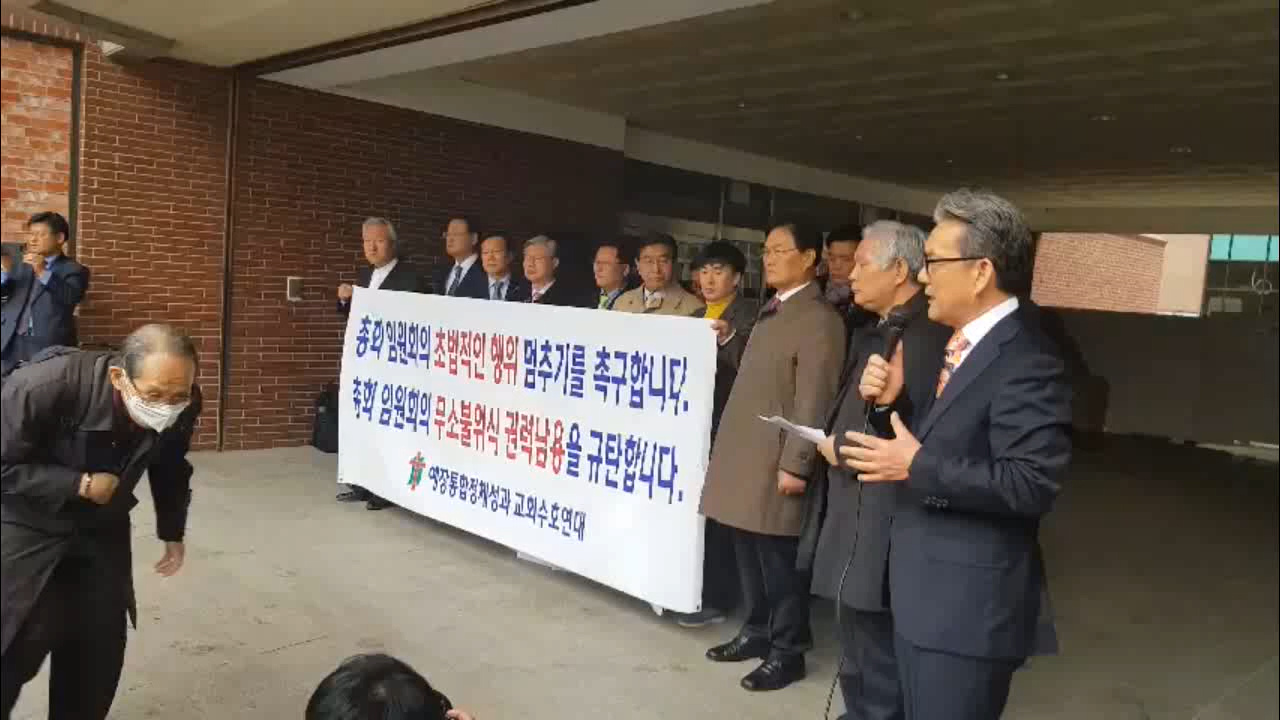 총회 임원회의 초법적인 행위 멈추기를 촉구합니다.
총회 임원회의 무소불위식 권력남용을 규탄합니다.
예장통합정체성과 교회수호연대